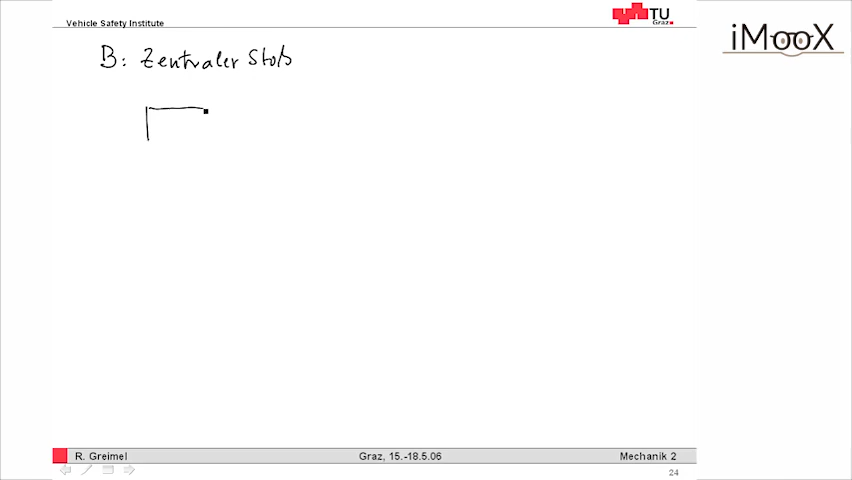 Vehicle Safety Institute
TU
Graz
iMooX
B: Zentraler Stoß
R. Greimel
Graz, 15.-18.5.06
Mechanik 2
24